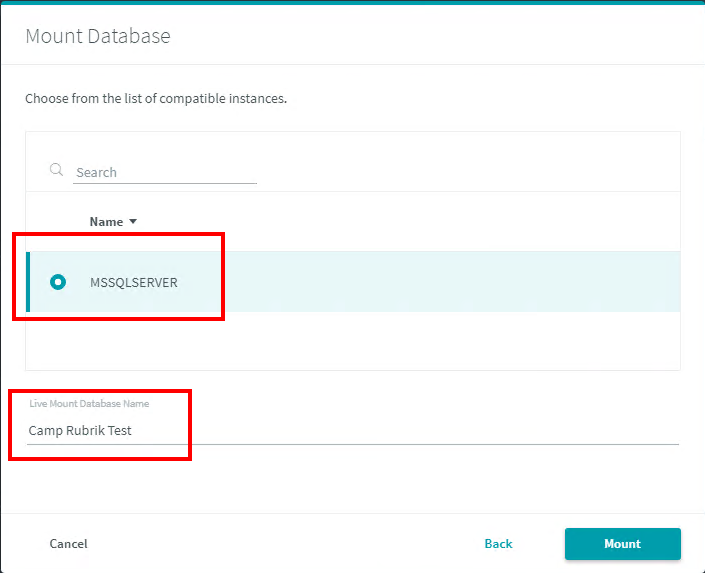 Mount Database
Choose from the list of compatible instances.
Search
Name
MSSQLSERVER
Live Mount Database Name
Camp Rubrik Test
Cancel
Back
Mount